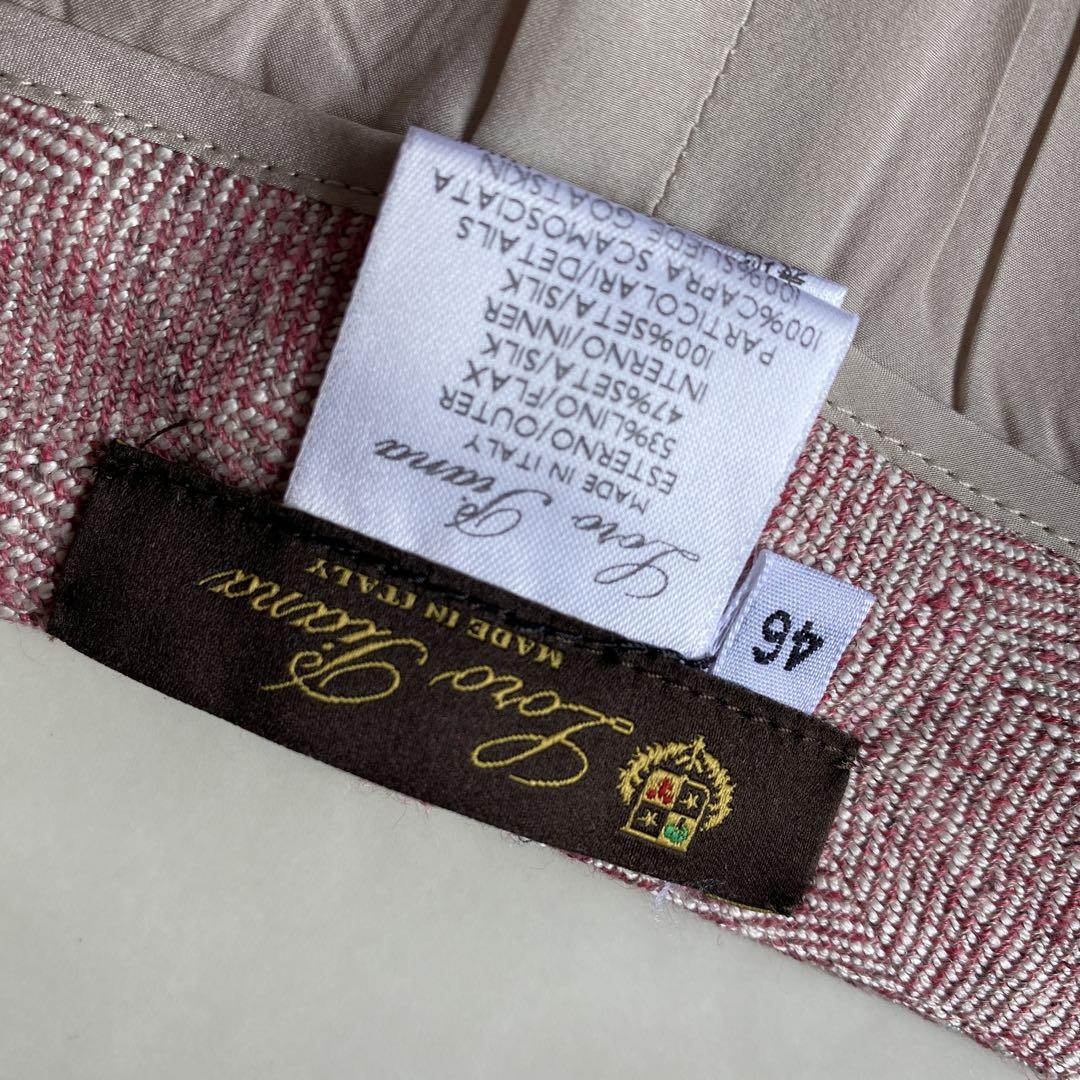 Loro Piana
MADE IN ITALY
Loro Piana
MADE IN ITALY
ESTERNO/OUTER
53%LINO/FLAX
47%SETA/SILK
INTERNO/INNER
100%SETA/SILK
PARTICOLARI/DETAILS
100%CAPRA SCAMOSCIATA
100%SUEDE GOATSKIN
46